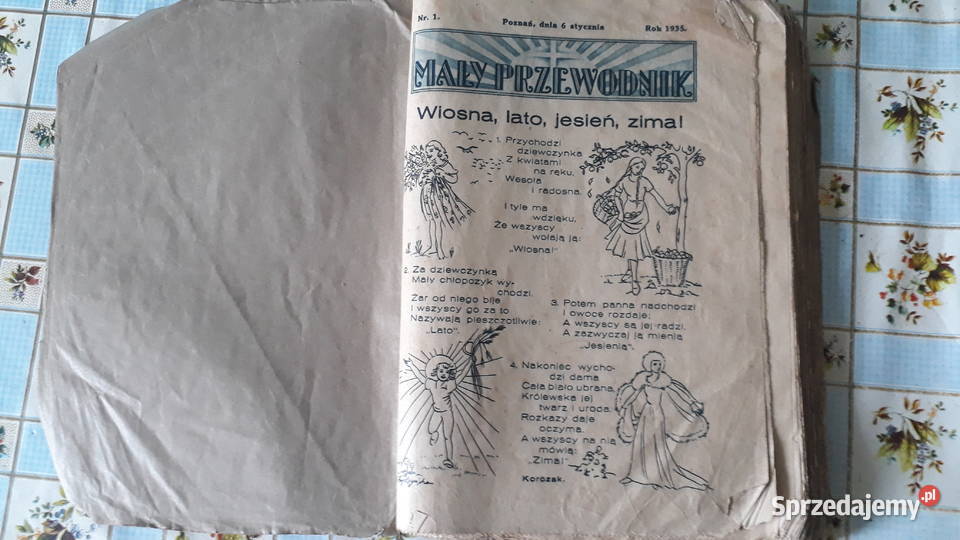 Nr. 1.
Poznań, dnia 6 stycznia
Rok 1935.
MAŁY PRZEWODNIK
Wiosna, lato, jesień, zima!
1. Przychodzi
dziewczynka
Z kwiatami
na ręku,
Wesoła
i radosna.
I tyle ma
wdzięku,
Że wszyscy
wołają ją:
„Wiosna!"
2. Za dziewczynką
Mały chłopczyk wy-
chodzi.
Żar od niego bije
I wszyscy go za to
Nazywają pieszczotliwie:
„Lato".
3. Potem panna nadchodzi
I owoce rozdaje;
A wszyscy są jej radzi,
A zazwyczaj ją mienią
„Jesienią".
4. Nakoniec wycho-
dzi dama
Cała biało ubrana,
Królewska jej
twarz i uroda.
Rozkazy daje
oczyma.
A wszyscy na nią
mówią:
„Zima!"
Korczak.
Sprzedajemy.pl